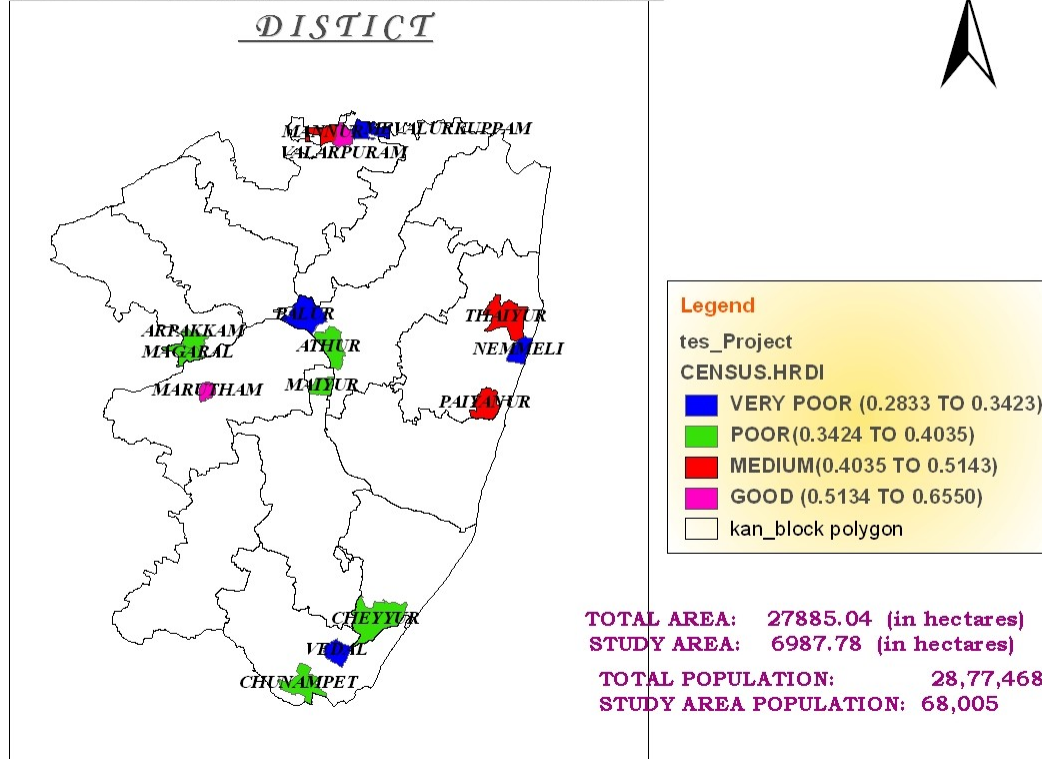 DISTICT
MANNUR
MEVALURKUPPAM
VALARPURAM
PALUR
THAIYUR
ARPAKKAM
MAGARAL
ATHUR
NEMMELI
MARUTHAM
MAIYUR
PAIYANUR
CHEYYUR
VEDAL
CHUNAMPET
Legend
tes_Project
CENSUS.HRDI
VERY POOR (0.2833 TO 0.3423)
POOR(0.3424 TO 0.4035)
MEDIUM(0.4035 TO 0.5143)
GOOD (0.5134 TO 0.6550)
kan_block polygon
TOTAL AREA: 27885.04 (in hectares)
STUDY AREA: 6987.78 (in hectares)
TOTAL POPULATION: 28,77,468
STUDY AREA POPULATION: 68,005